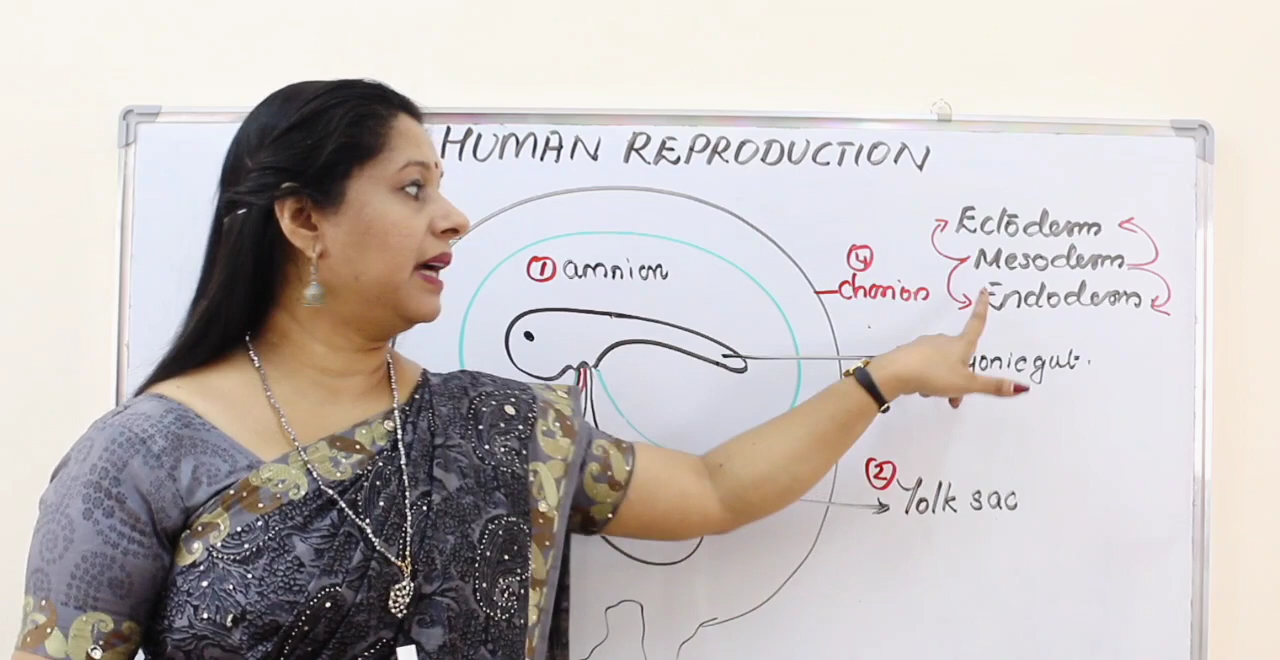 HUMAN REPRODUCTION
① amnion
④
chorion
Ectoderm
Mesoderm
Endoderm
② Yolk sac